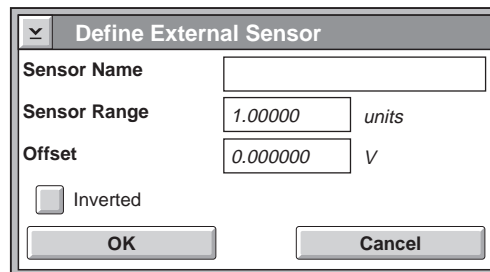 Define External Sensor
Sensor Name
Sensor Range 1.00000 units
Offset 0.000000 V
Inverted
OK Cancel